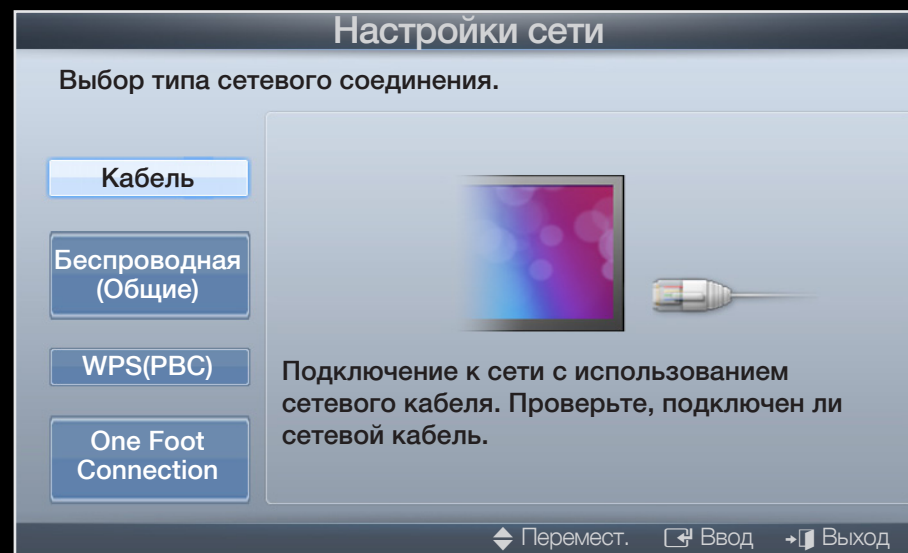 Настройки сети
Выбор типа сетевого соединения.
Кабель
Беспроводная
(Общие)
WPS(PBC)
One Foot
Connection
Подключение к сети с использованием
сетевого кабеля. Проверьте, подключен ли
сетевой кабель.
Перемест. Ввод Выход